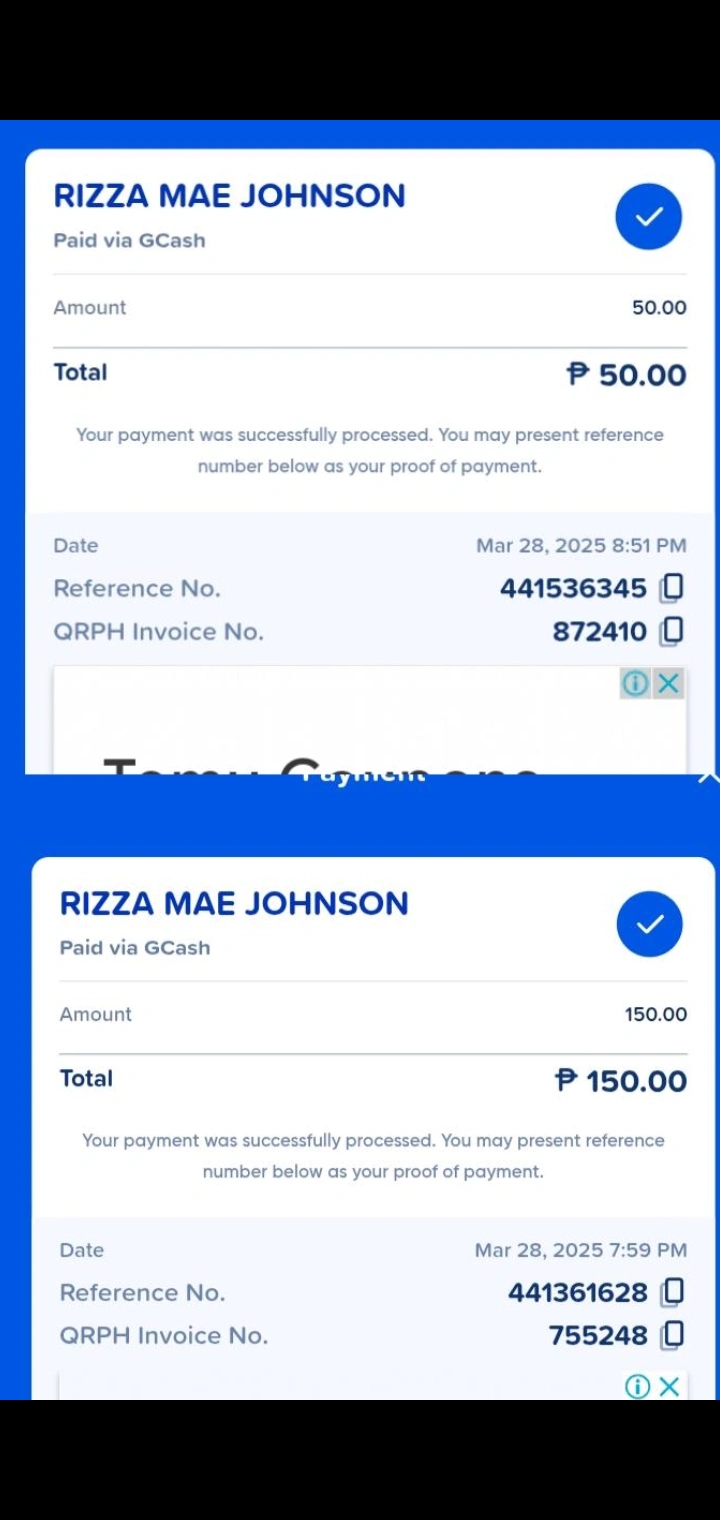 RIZZA MAE JOHNSON
Paid via GCash
Amount 50.00
Total ₱ 50.00
Your payment was successfully processed. You may present reference
number below as your proof of payment.
Date Mar 28, 2025 8:51 PM
Reference No. 441536345
QRPH Invoice No. 872410
Payment
RIZZA MAE JOHNSON
Paid via GCash
Amount 150.00
Total ₱ 150.00
Your payment was successfully processed. You may present reference
number below as your proof of payment.
Date Mar 28, 2025 7:59 PM
Reference No. 441361628
QRPH Invoice No. 755248